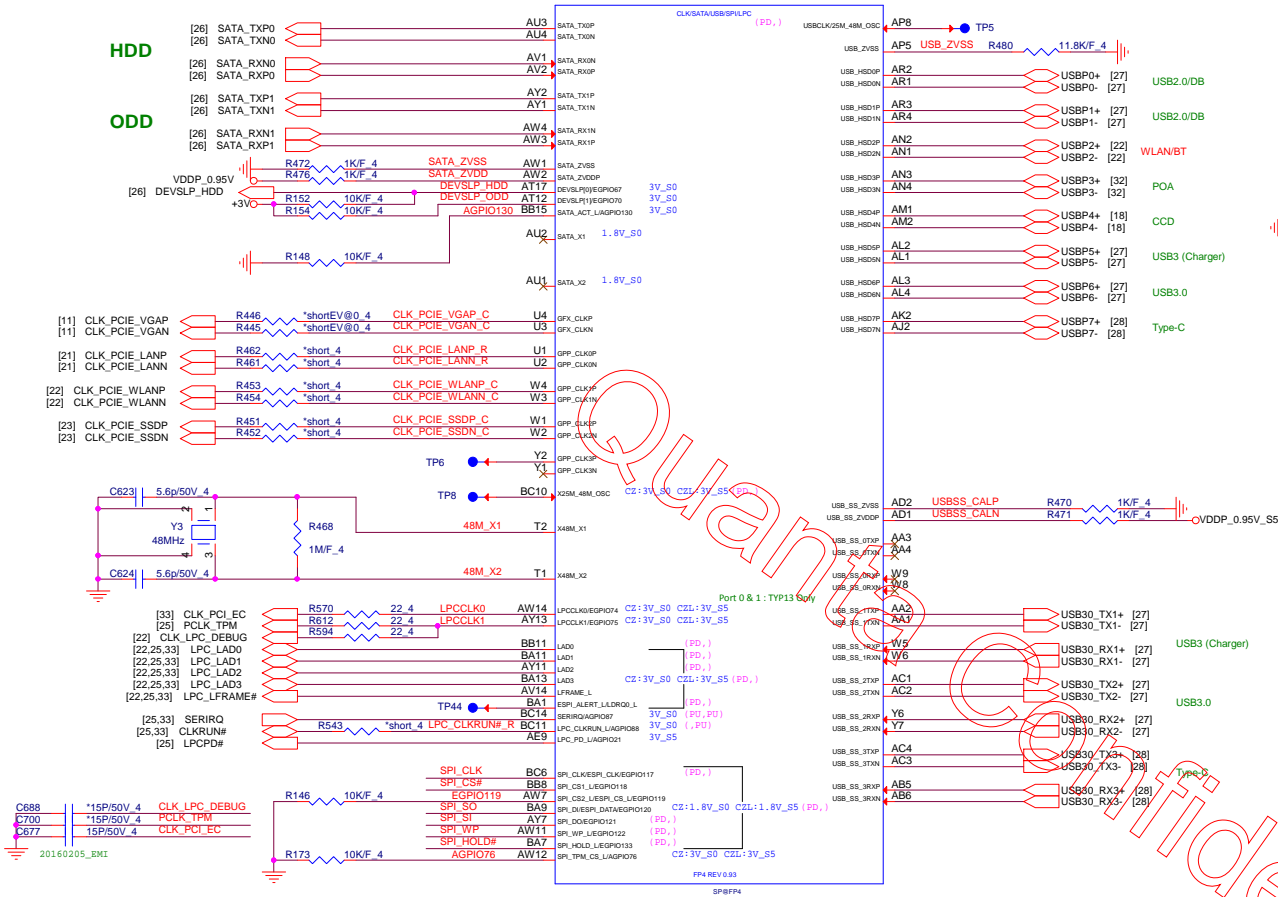 CLK/SATA/USB/SPI/LPC
(PD,)
HDD
[26] SATA_TXP0 AU3 SATA_TX0P
[26] SATA_TXN0 AU4 SATA_TX0N
[26] SATA_RXN0 AV1 SATA_RX0N
[26] SATA_RXP0 AV2 SATA_RX0P
ODD
[26] SATA_TXP1 AY2 SATA_TX1P
[26] SATA_TXN1 AY1 SATA_TX1N
[26] SATA_RXN1 AW4 SATA_RX1N
[26] SATA_RXP1 AW3 SATA_RX1P
R472 1K/F_4 SATA_ZVSS AW1 SATA_ZVSS
VDDP_0.95V R476 1K/F_4 SATA_ZVDD AW2 SATA_ZVDDP
[26] DEVSLP_HDD DEVSLP_HDD AT17 DEVSLP[0]/EGPIO67 3V_S0
+3V R152 10K/F_4 DEVSLP_ODD AT12 DEVSLP[1]/EGPIO70 3V_S0
R154 10K/F_4 AGPIO130 BB15 SATA_ACT_L/AGPIO130 3V_S0
AU2 SATA_X1 1.8V_S0
R148 10K/F_4
AU1 SATA_X2 1.8V_S0
[11] CLK_PCIE_VGAP R446 *shortEV@0_4 CLK_PCIE_VGAP_C U4 GFX_CLKP
[11] CLK_PCIE_VGAN R445 *shortEV@0_4 CLK_PCIE_VGAN_C U3 GFX_CLKN
[21] CLK_PCIE_LANP R462 *short_4 CLK_PCIE_LANP_R U1 GPP_CLK0P
[21] CLK_PCIE_LANN R461 *short_4 CLK_PCIE_LANN_R U2 GPP_CLK0N
[22] CLK_PCIE_WLANP R453 *short_4 CLK_PCIE_WLANP_C W4 GPP_CLK1P
[22] CLK_PCIE_WLANN R454 *short_4 CLK_PCIE_WLANN_C W3 GPP_CLK1N
[23] CLK_PCIE_SSDP R451 *short_4 CLK_PCIE_SSDP_C W1 GPP_CLK2P
[23] CLK_PCIE_SSDN R452 *short_4 CLK_PCIE_SSDN_C W2 GPP_CLK2N
TP6 Y2 GPP_CLK3P
Y1 GPP_CLK3N
TP8 BC10 X25M_48M_OSC CZ:3V_S0 CZL:3V_S5(PD,)
C623 5.6p/50V_4
2 1
Y3
48MHz
4 3
C624 5.6p/50V_4
R468
1M/F_4
48M_X1 T2 X48M_X1
48M_X2 T1 X48M_X2
[33] CLK_PCI_EC R570 22_4 LPCCLK0 AW14 LPCCLK0/EGPIO74 CZ:3V_S0 CZL:3V_S5
[25] PCLK_TPM R612 22_4 LPCCLK1 AY13 LPCCLK1/EGPIO75 CZ:3V_S0 CZL:3V_S5
[22] CLK_LPC_DEBUG R594 22_4
[22,25,33] LPC_LAD0 BB11 LAD0 (PD,)
[22,25,33] LPC_LAD1 BA11 LAD1 (PD,)
[22,25,33] LPC_LAD2 AY11 LAD2 (PD,)
[22,25,33] LPC_LAD3 BA13 LAD3 CZ:3V_S0 CZL:3V_S5(PD,)
[22,25,33] LPC_LFRAME# AV14 LFRAME_L
TP44 BA1 ESPI_ALERT_L/LDRQ0_L (PD,)
[25,33] SERIRQ BC14 SERIRQ/AGPIO87 3V_S0 (PU,PU)
[25,33] CLKRUN# R543 *short_4 LPC_CLKRUN#_R BC11 LPC_CLKRUN_L/AGPIO88 3V_S0 (,PU)
[25] LPCPD# AE9 LPC_PD_L/AGPIO21 3V_S5
SPI_CLK BC6 SPI_CLK/ESPI_CLK/EGPIO117 (PD,)
SPI_CS# BB8 SPI_CS1_L/EGPIO118
R146 10K/F_4 EGPIO119 AW7 SPI_CS2_L/ESPI_CS_L/EGPIO119
SPI_SO BA9 SPI_DI/ESPI_DATA/EGPIO120 CZ:1.8V_S0 CZL:1.8V_S5(PD,)
SPI_SI AY7 SPI_DO/EGPIO121 (PD,)
SPI_WP AW11 SPI_WP_L/EGPIO122 (PD,)
SPI_HOLD# BA7 SPI_HOLD_L/EGPIO133 (PD,)
R173 10K/F_4 AGPIO76 AW12 SPI_TPM_CS_L/AGPIO76 CZ:3V_S0 CZL:3V_S5
C688 *15P/50V_4 CLK_LPC_DEBUG
C700 *15P/50V_4 PCLK_TPM
C677 15P/50V_4 CLK_PCI_EC
20160205_EMI
FP4 REV 0.93
SP@FP4
USBCLK/25M_48M_OSC AP8 TP5
USB_ZVSS AP5 USB_ZVSS R480 11.8K/F_4
USB_HSD0P AR2 USBP0+ [27]
USB_HSD0N AR1 USBP0- [27]
USB2.0/DB
USB_HSD1P AR3 USBP1+ [27]
USB_HSD1N AR4 USBP1- [27]
USB2.0/DB
USB_HSD2P AN2 USBP2+ [22]
USB_HSD2N AN1 USBP2- [22]
WLAN/BT
USB_HSD3P AN3 USBP3+ [32]
USB_HSD3N AN4 USBP3- [32]
POA
USB_HSD4P AM1 USBP4+ [18]
USB_HSD4N AM2 USBP4- [18]
CCD
USB_HSD5P AL2 USBP5+ [27]
USB_HSD5N AL1 USBP5- [27]
USB3 (Charger)
USB_HSD6P AL3 USBP6+ [27]
USB_HSD6N AL4 USBP6- [27]
USB3.0
USB_HSD7P AK2 USBP7+ [28]
USB_HSD7N AJ2 USBP7- [28]
Type-C
USB_SS_ZVSS AD2 USBSS_CALP R470 1K/F_4
USB_SS_ZVDDP AD1 USBSS_CALN R471 1K/F_4 VDDP_0.95V_S5
USB_SS_0TXP AA3
USB_SS_0TXN AA4
USB_SS_0RXP W9
USB_SS_0RXN W8
Port 0 & 1 : TYP13 Only
USB_SS_1TXP AA2 USB30_TX1+ [27]
USB_SS_1TXN AA1 USB30_TX1- [27]
USB_SS_1RXP W5 USB30_RX1+ [27]
USB_SS_1RXN W6 USB30_RX1- [27]
USB3 (Charger)
USB_SS_2TXP AC1 USB30_TX2+ [27]
USB_SS_2TXN AC2 USB30_TX2- [27]
USB_SS_2RXP Y6 USB30_RX2+ [27]
USB_SS_2RXN Y7 USB30_RX2- [27]
USB3.0
USB_SS_3TXP AC4 USB30_TX3+ [28]
USB_SS_3TXN AC3 USB30_TX3- [28]
USB_SS_3RXP AB5 USB30_RX3+ [28]
USB_SS_3RXN AB6 USB30_RX3- [28]
Type-C
Quanta Confide